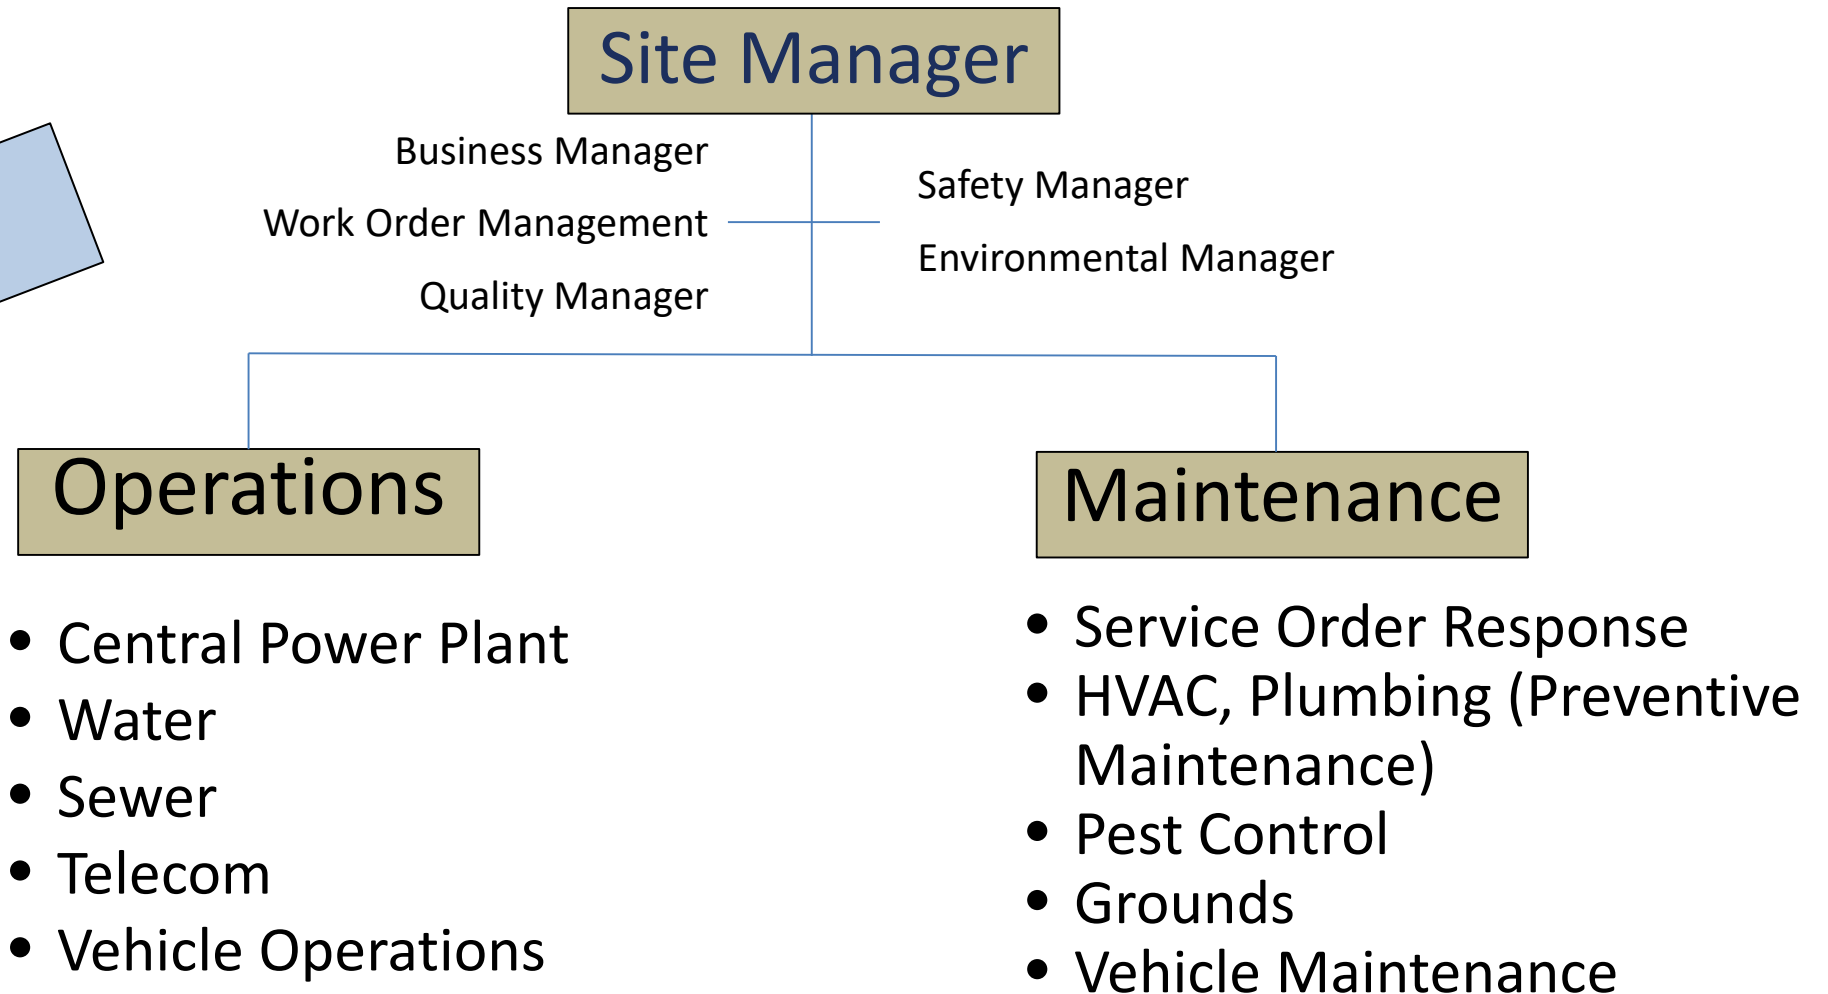 Site Manager
Business Manager
Work Order Management
Quality Manager
Safety Manager
Environmental Manager
Operations
• Central Power Plant
• Water
• Sewer
• Telecom
• Vehicle Operations
Maintenance
• Service Order Response
• HVAC, Plumbing (Preventive
Maintenance)
• Pest Control
• Grounds
• Vehicle Maintenance